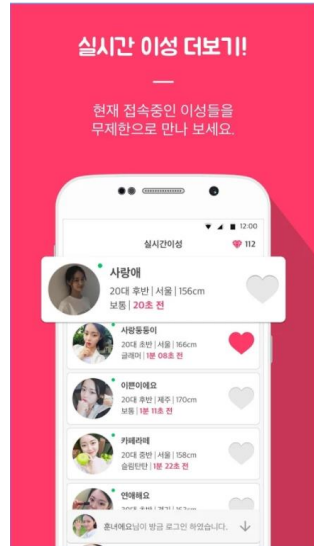 실시간 이성 더보기!
현재 접속중인 이성들을
무제한으로 만나 보세요.
12:00
실시간이성
112
사랑애
20대 후반 | 서울 | 156cm
보통 | 20초 전
사랑둥둥이
20대 초반 | 서울 | 166cm
글래머 | 1분 08초 전
이쁜이에요
20대 후반 | 제주 | 170cm
보통 | 1분 11초 전
카페라떼
20대 중반 | 서울 | 158cm
슬림탄탄 | 1분 22초 전
연애해요
훈녀에요님이 방금 로그인 하였습니다.